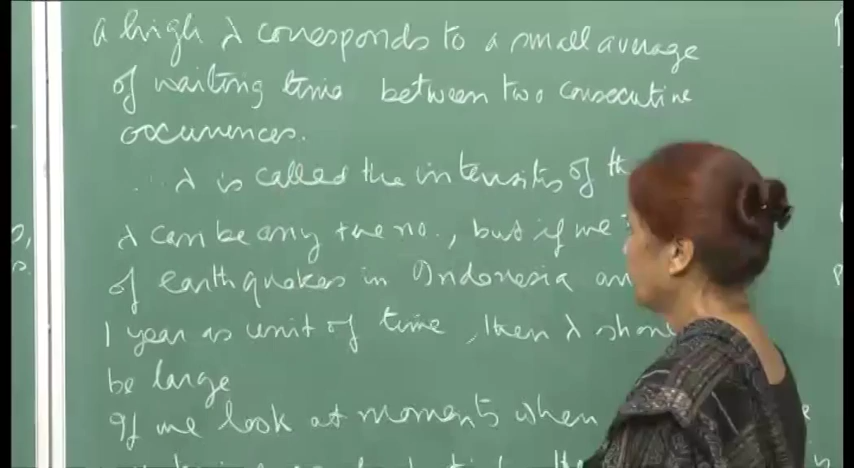 a high λ corresponds to a small average
of waiting time between two consecutive
occurrences.
∴ λ is called the intensity of the
λ can be any +ve no., but if we
of earthquakes in Indonesia an
1 year as unit of time, then λ shou
be large
If we look at moments when